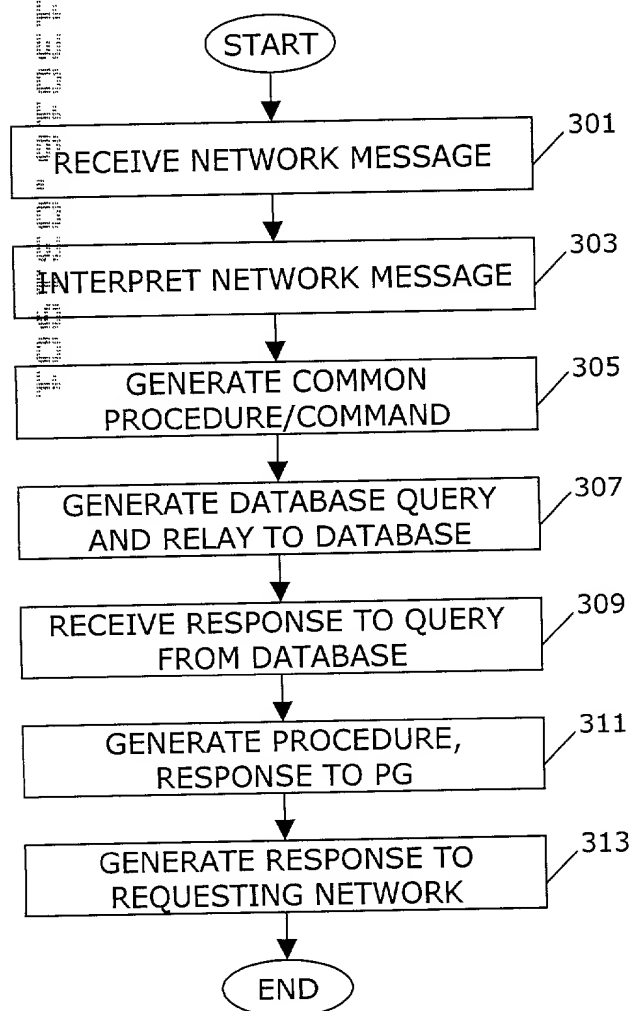 START
RECEIVE NETWORK MESSAGE
301
INTERPRET NETWORK MESSAGE
303
GENERATE COMMON
PROCEDURE/COMMAND
305
GENERATE DATABASE QUERY
AND RELAY TO DATABASE
307
RECEIVE RESPONSE TO QUERY
FROM DATABASE
309
GENERATE PROCEDURE,
RESPONSE TO PG
311
GENERATE RESPONSE TO
REQUESTING NETWORK
313
END